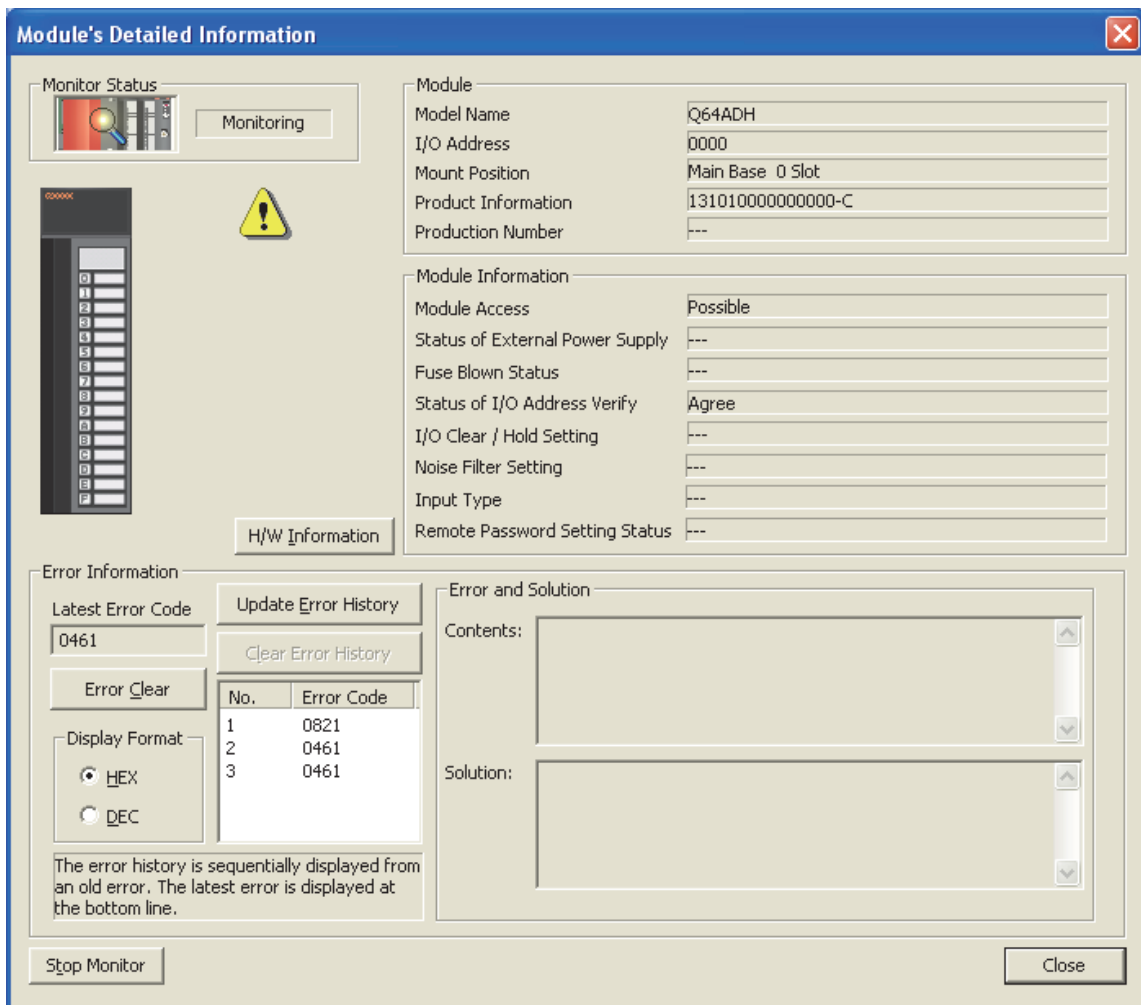 Module's Detailed Information
Monitor Status
Monitoring
Module
Model Name Q64ADH
I/O Address 0000
Mount Position Main Base 0 Slot
Product Information 131010000000000-C
Production Number ---
Module Information
Module Access Possible
Status of External Power Supply ---
Fuse Blown Status ---
Status of I/O Address Verify Agree
I/O Clear / Hold Setting ---
Noise Filter Setting ---
Input Type ---
Remote Password Setting Status ---
0
1
2
3
4
5
6
7
8
9
A
B
C
D
E
F
H/W Information
Error Information
Latest Error Code
0461
Error Clear
Display Format
HEX
DEC
Update Error History
Clear Error History
No. Error Code
1 0821
2 0461
3 0461
The error history is sequentially displayed from
an old error. The latest error is displayed at
the bottom line.
Error and Solution
Contents:
Solution:
Stop Monitor
Close